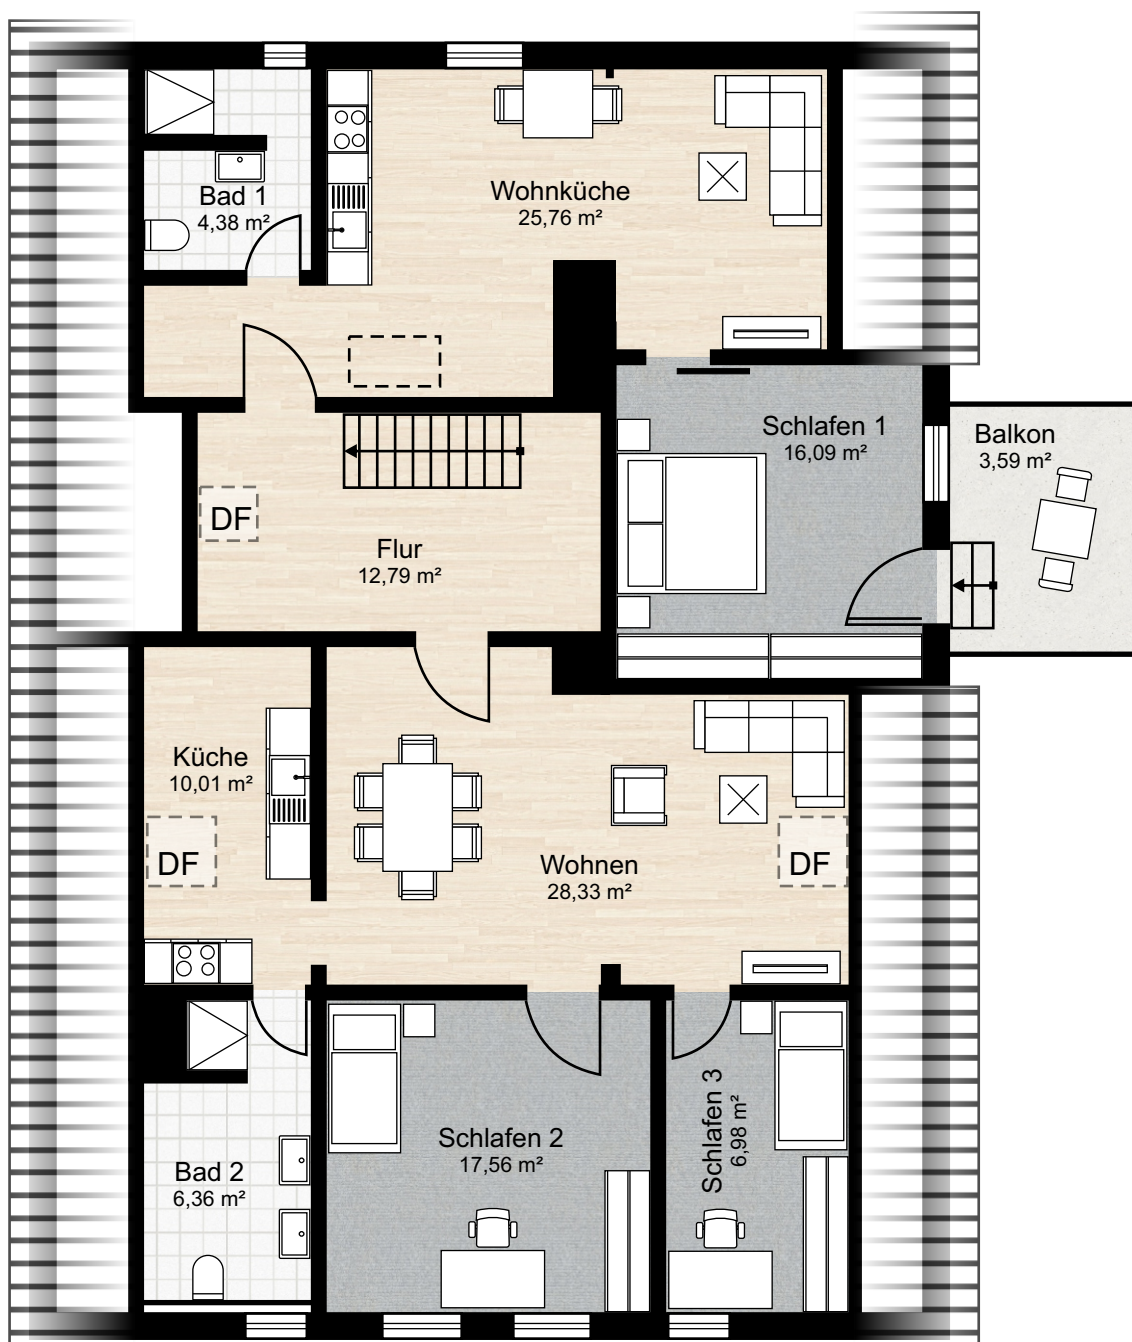 Bad 1
4,38 m²
Wohnküche
25,76 m²
Schlafen 1
16,09 m²
Balkon
3,59 m²
DF
Flur
12,79 m²
Küche
10,01 m²
DF
Wohnen
28,33 m²
DF
Schlafen 2
17,56 m²
Schlafen 3
6,98 m²
Bad 2
6,36 m²